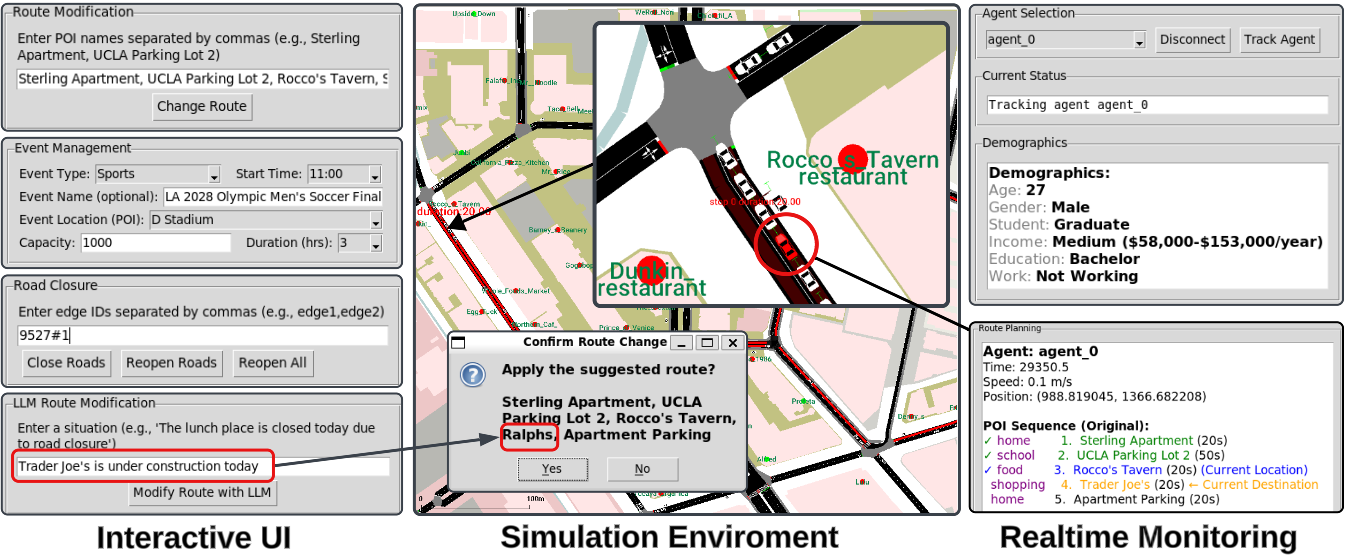 Route Modification
Enter POI names separated by commas (e.g., Sterling
Apartment, UCLA Parking Lot 2)
Sterling Apartment, UCLA Parking Lot 2, Rocco's Tavern, S
Change Route
Event Management
Event Type: Sports Start Time: 11:00
Event Name (optional): LA 2028 Olympic Men's Soccer Final
Event Location (POI): D Stadium
Capacity: 1000 Duration (hrs): 3
Road Closure
Enter edge IDs separated by commas (e.g., edge1,edge2)
9527#1
Close Roads Reopen Roads Reopen All
LLM Route Modification
Enter a situation (e.g., 'The lunch place is closed today due
to road closure')
Trader Joe's is under construction today
Modify Route with LLM
Interactive UI
Upside_Down
duration:20.00
Rocco_s_Tavern
restaurant
Dunkin_
restaurant
Whole_Foods_Market
Prince_o_Venice
Confirm Route Change
Apply the suggested route?
Sterling Apartment, UCLA
Parking Lot 2, Rocco's Tavern,
Ralphs, Apartment Parking
Yes No
0 100m
Simulation Enviroment
Agent Selection
agent_0 Disconnect Track Agent
Current Status
Tracking agent agent_0
Demographics
Demographics:
Age: 27
Gender: Male
Student: Graduate
Income: Medium ($58,000-$153,000/year)
Education: Bachelor
Work: Not Working
Route Planning
Agent: agent_0
Time: 29350.5
Speed: 0.1 m/s
Position: (988.819045, 1366.682208)
POI Sequence (Original):
✓ home 1. Sterling Apartment (20s)
✓ school 2. UCLA Parking Lot 2 (50s)
✓ food 3. Rocco's Tavern (20s) (Current Location)
shopping 4. Trader Joe's (20s) ← Current Destination
home 5. Apartment Parking (20s)
Realtime Monitoring